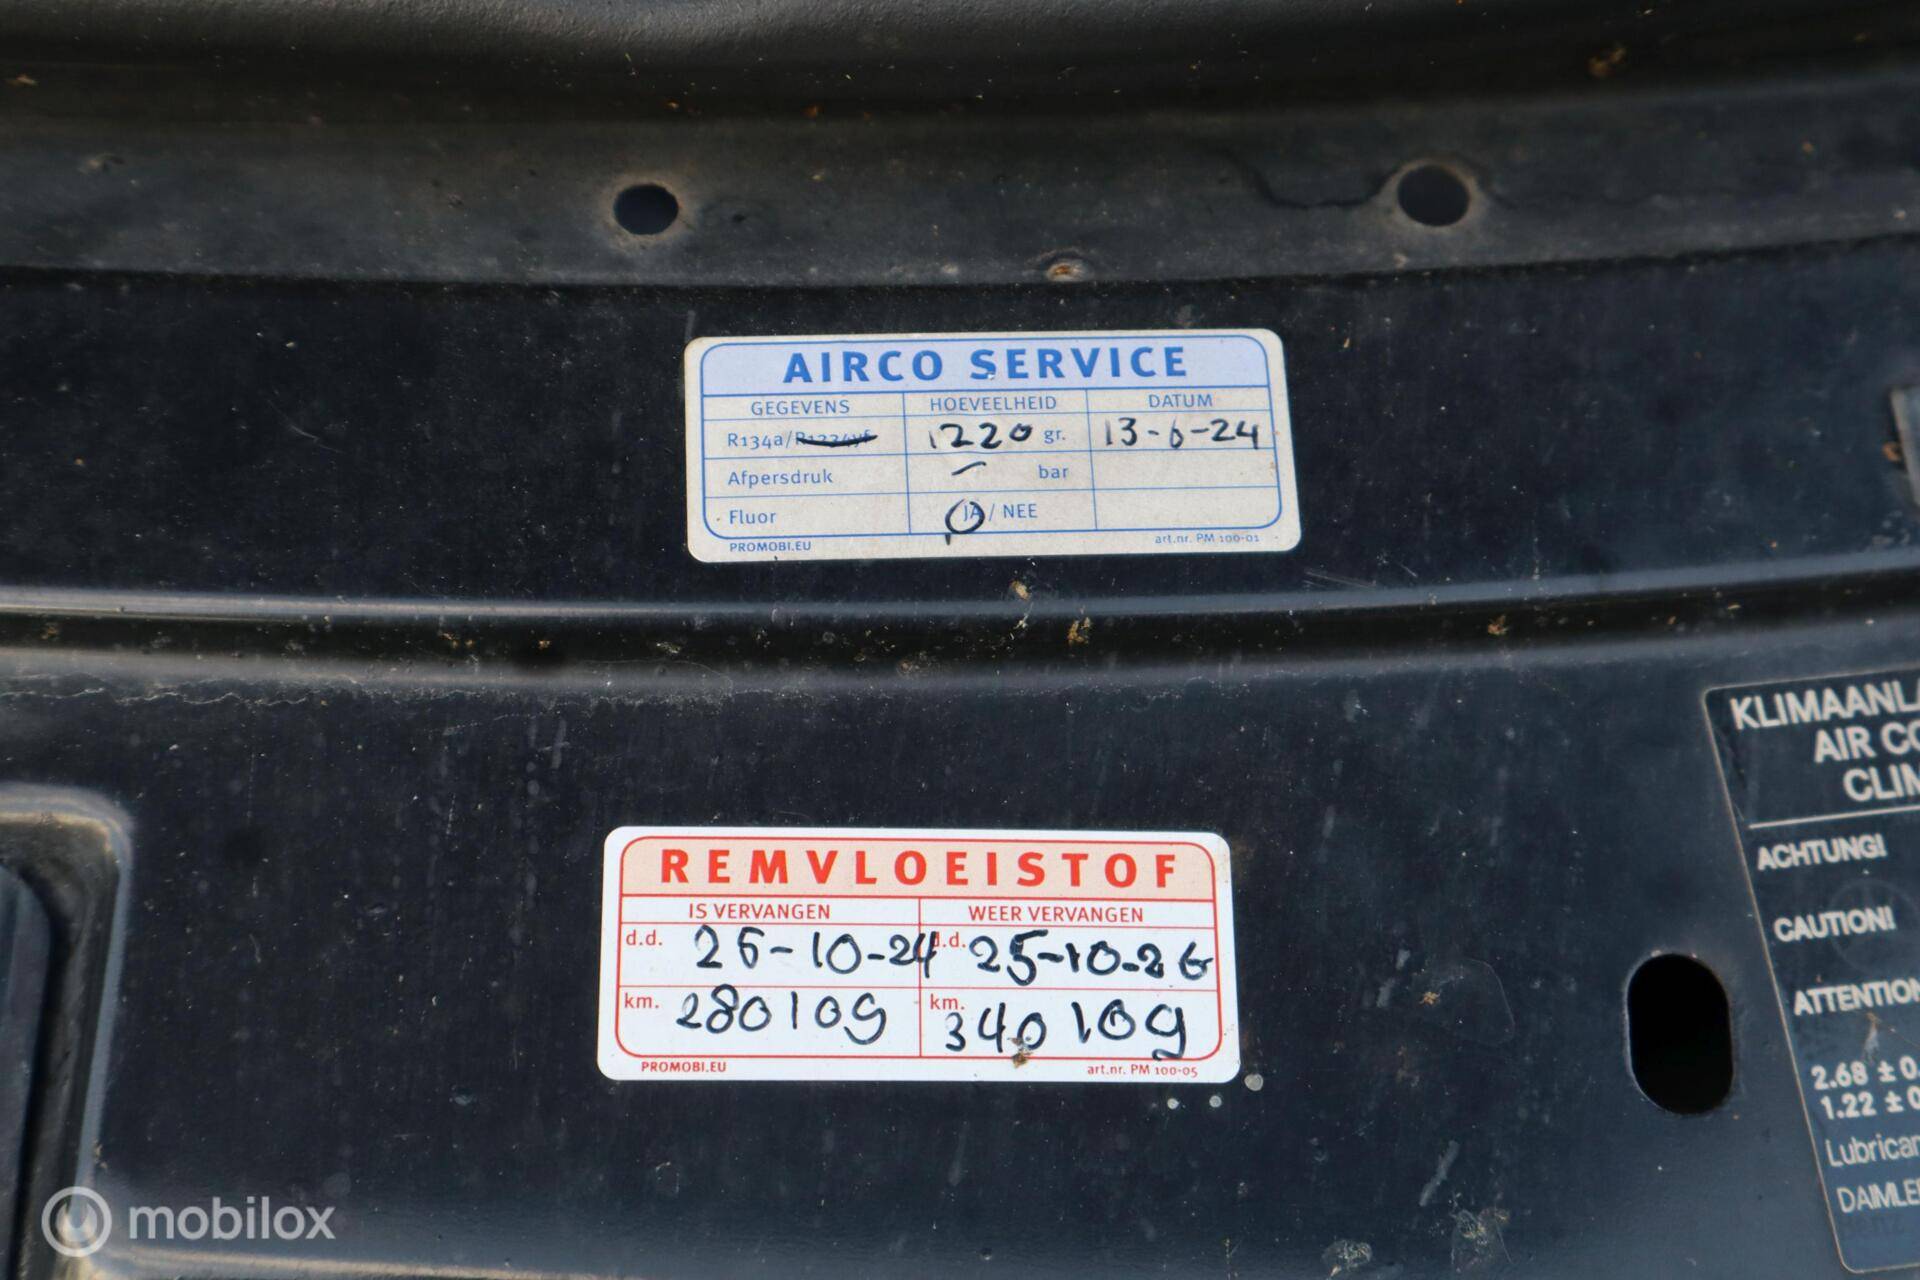 AIRCO SERVICE
GEGEVENS HOEVEELHEID DATUM
R134a/R1234yf 1220 gr. 13-6-24
Afpersdruk - bar
Fluor JA / NEE
PROMOBI.EU art.nr. PM 100-01
REMVLOEISTOF
IS VERVANGEN WEER VERVANGEN
d.d. 25-10-24 d.d. 25-10-26
km. 280109 km. 340109
PROMOBI.EU art.nr. PM 100-05
KLIMAANLA
AIR CO
CLIM
ACHTUNG!
CAUTION!
ATTENTION
2.68 ± 0.
1.22 ± 0
Lubrican
DAIMLE
mobilox